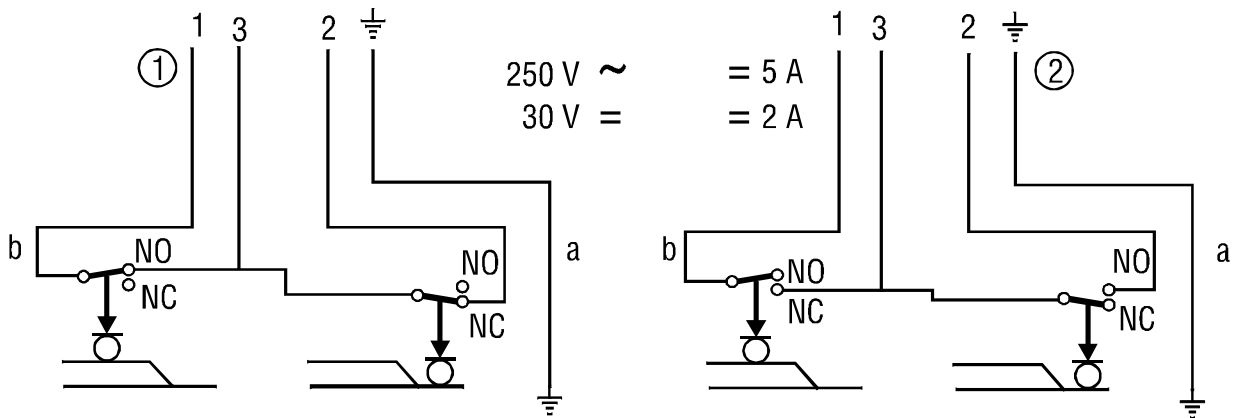 1 3 2
1
250 V ~ = 5 A
30 V = = 2 A
1 3 2
2
b
NO
NC
NO
NC
a
b
NO
NC
NO
NC
a